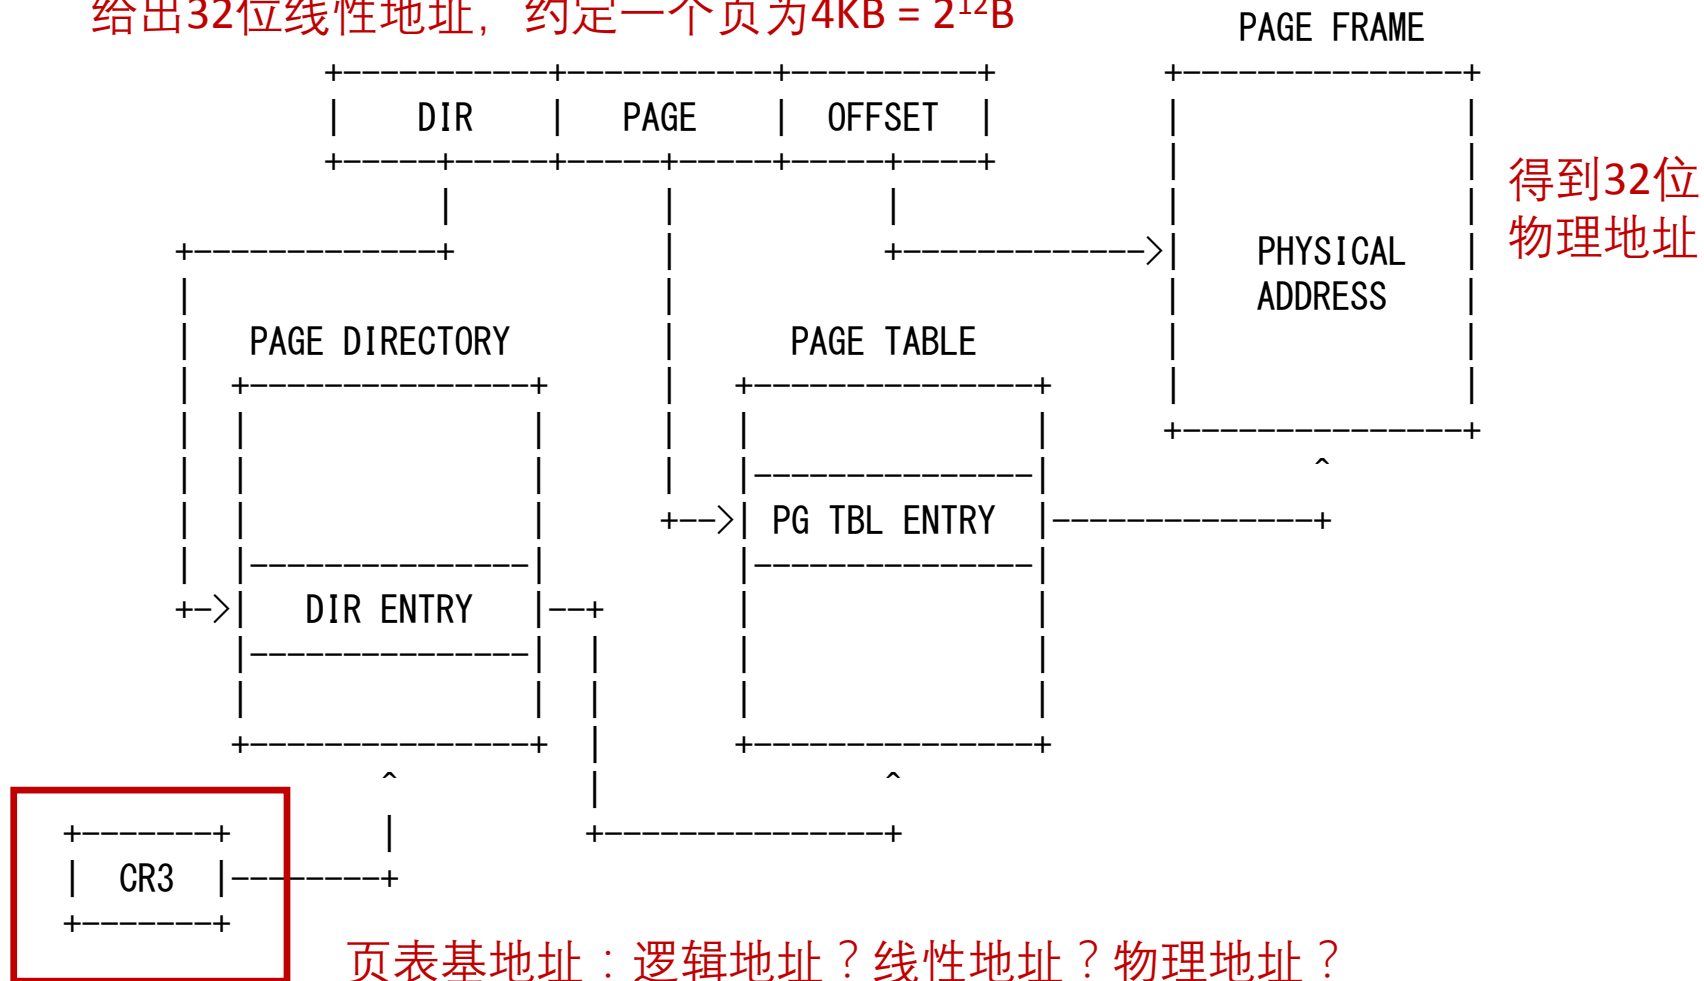 给出32位线性地址，约定一个页为4KB = 2¹²B
PAGE FRAME
DIR PAGE OFFSET
得到32位
物理地址
PHYSICAL
ADDRESS
PAGE DIRECTORY PAGE TABLE
PG TBL ENTRY
DIR ENTRY
CR3
页表基地址：逻辑地址？线性地址？物理地址？